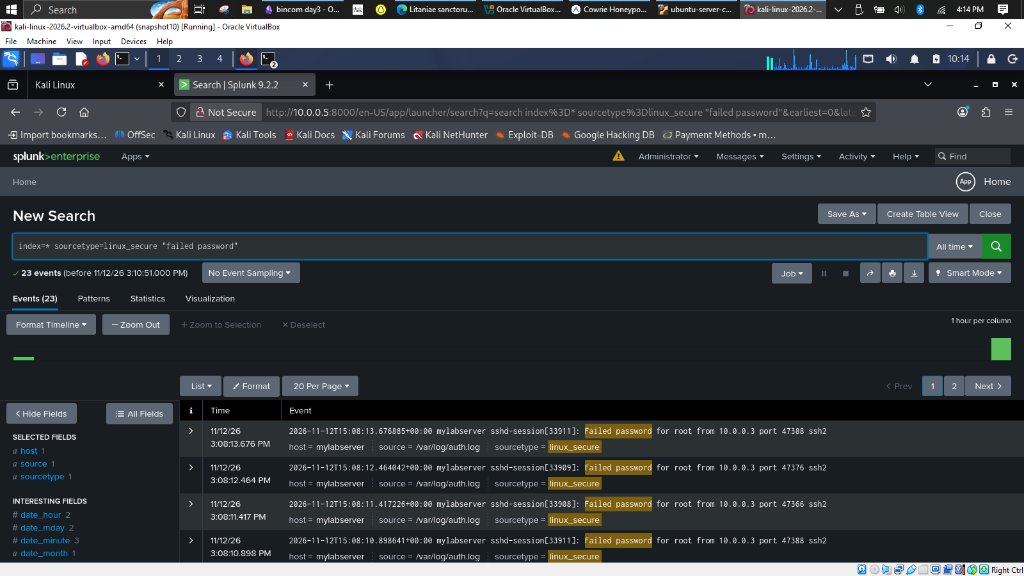 Search
bincom day3 - O...
Litaniae sanctoru...
Oracle VirtualBox...
Cowrie Honeypo...
ubuntu-server-c...
kali-linux-2026.2-...
4:14 PM
kali-linux-2026.2-virtualbox-amd64 (snapshot10) [Running] - Oracle VirtualBox
File Machine View Input Devices Help
1 2 3 4
10:14
Kali Linux
Search | Splunk 9.2.2
Not Secure
http://10.0.0.5:8000/en-US/app/launcher/search?q=search index%3D* sourcetype%3Dlinux_secure "failed password"&earliest=0&lat
Import bookmarks... OffSec Kali Linux Kali Tools Kali Docs Kali Forums Kali NetHunter Exploit-DB Google Hacking DB Payment Methods • m...
splunk>enterprise Apps Administrator Messages Settings Activity Help Find
Home
App Home
New Search
Save As Create Table View Close
index=* sourcetype=linux_secure "failed password"
All time
✓ 23 events (before 11/12/26 3:10:51.000 PM) No Event Sampling
Job Smart Mode
Events (23) Patterns Statistics Visualization
Format Timeline — Zoom Out + Zoom to Selection × Deselect
1 hour per column
List Format 20 Per Page
< Prev 1 2 Next >
< Hide Fields All Fields
i Time Event
SELECTED FIELDS
a host 1
a source 1
a sourcetype 1
INTERESTING FIELDS
# date_hour 2
# date_mday 2
# date_minute 3
a date_month 1
11/12/26
3:08:13.676 PM
2026-11-12T15:08:13.676885+00:00 mylabserver sshd-session[33911]: Failed password for root from 10.0.0.3 port 47388 ssh2
host = mylabserver source = /var/log/auth.log sourcetype = linux_secure
11/12/26
3:08:12.464 PM
2026-11-12T15:08:12.464042+00:00 mylabserver sshd-session[33909]: Failed password for root from 10.0.0.3 port 47376 ssh2
host = mylabserver source = /var/log/auth.log sourcetype = linux_secure
11/12/26
3:08:11.417 PM
2026-11-12T15:08:11.417226+00:00 mylabserver sshd-session[33908]: Failed password for root from 10.0.0.3 port 47366 ssh2
host = mylabserver source = /var/log/auth.log sourcetype = linux_secure
11/12/26
3:08:10.898 PM
2026-11-12T15:08:10.898641+00:00 mylabserver sshd-session[33911]: Failed password for root from 10.0.0.3 port 47388 ssh2
host = mylabserver source = /var/log/auth.log sourcetype = linux_secure
Right Ctrl